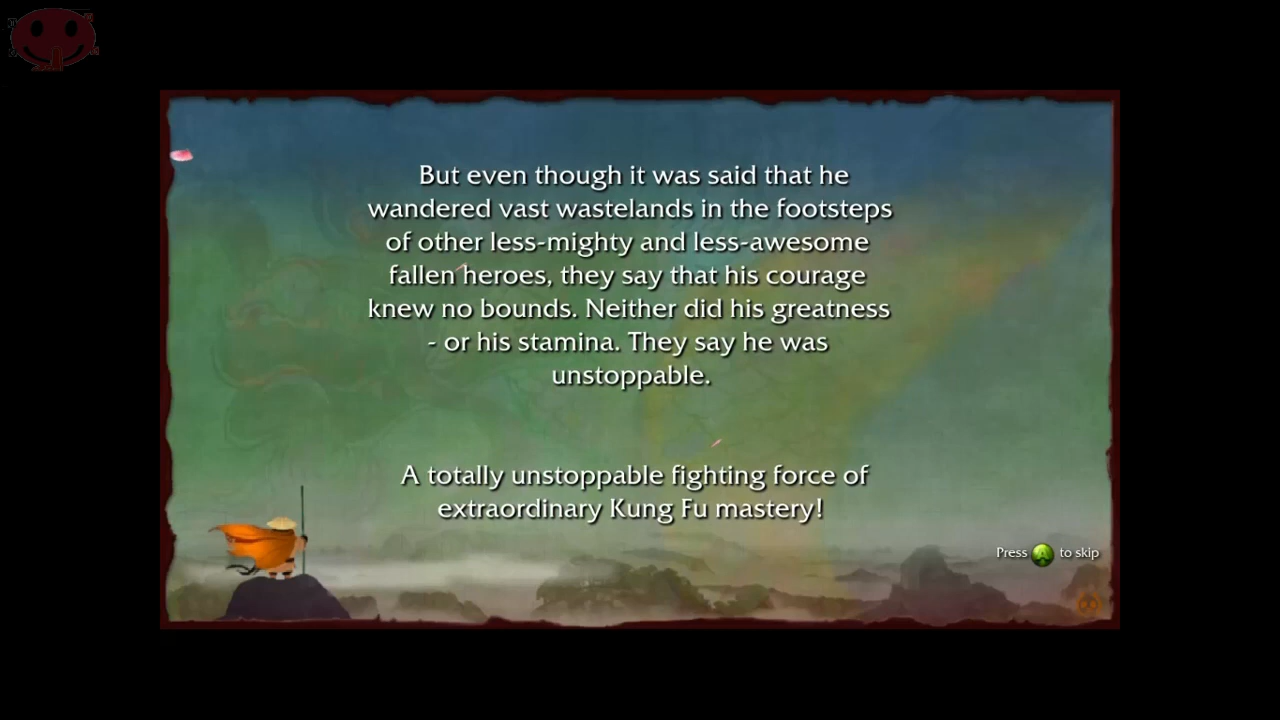 But even though it was said that he
wandered vast wastelands in the footsteps
of other less-mighty and less-awesome
fallen heroes, they say that his courage
knew no bounds. Neither did his greatness
- or his stamina. They say he was
unstoppable.
A totally unstoppable fighting force of
extraordinary Kung Fu mastery!
Press A to skip